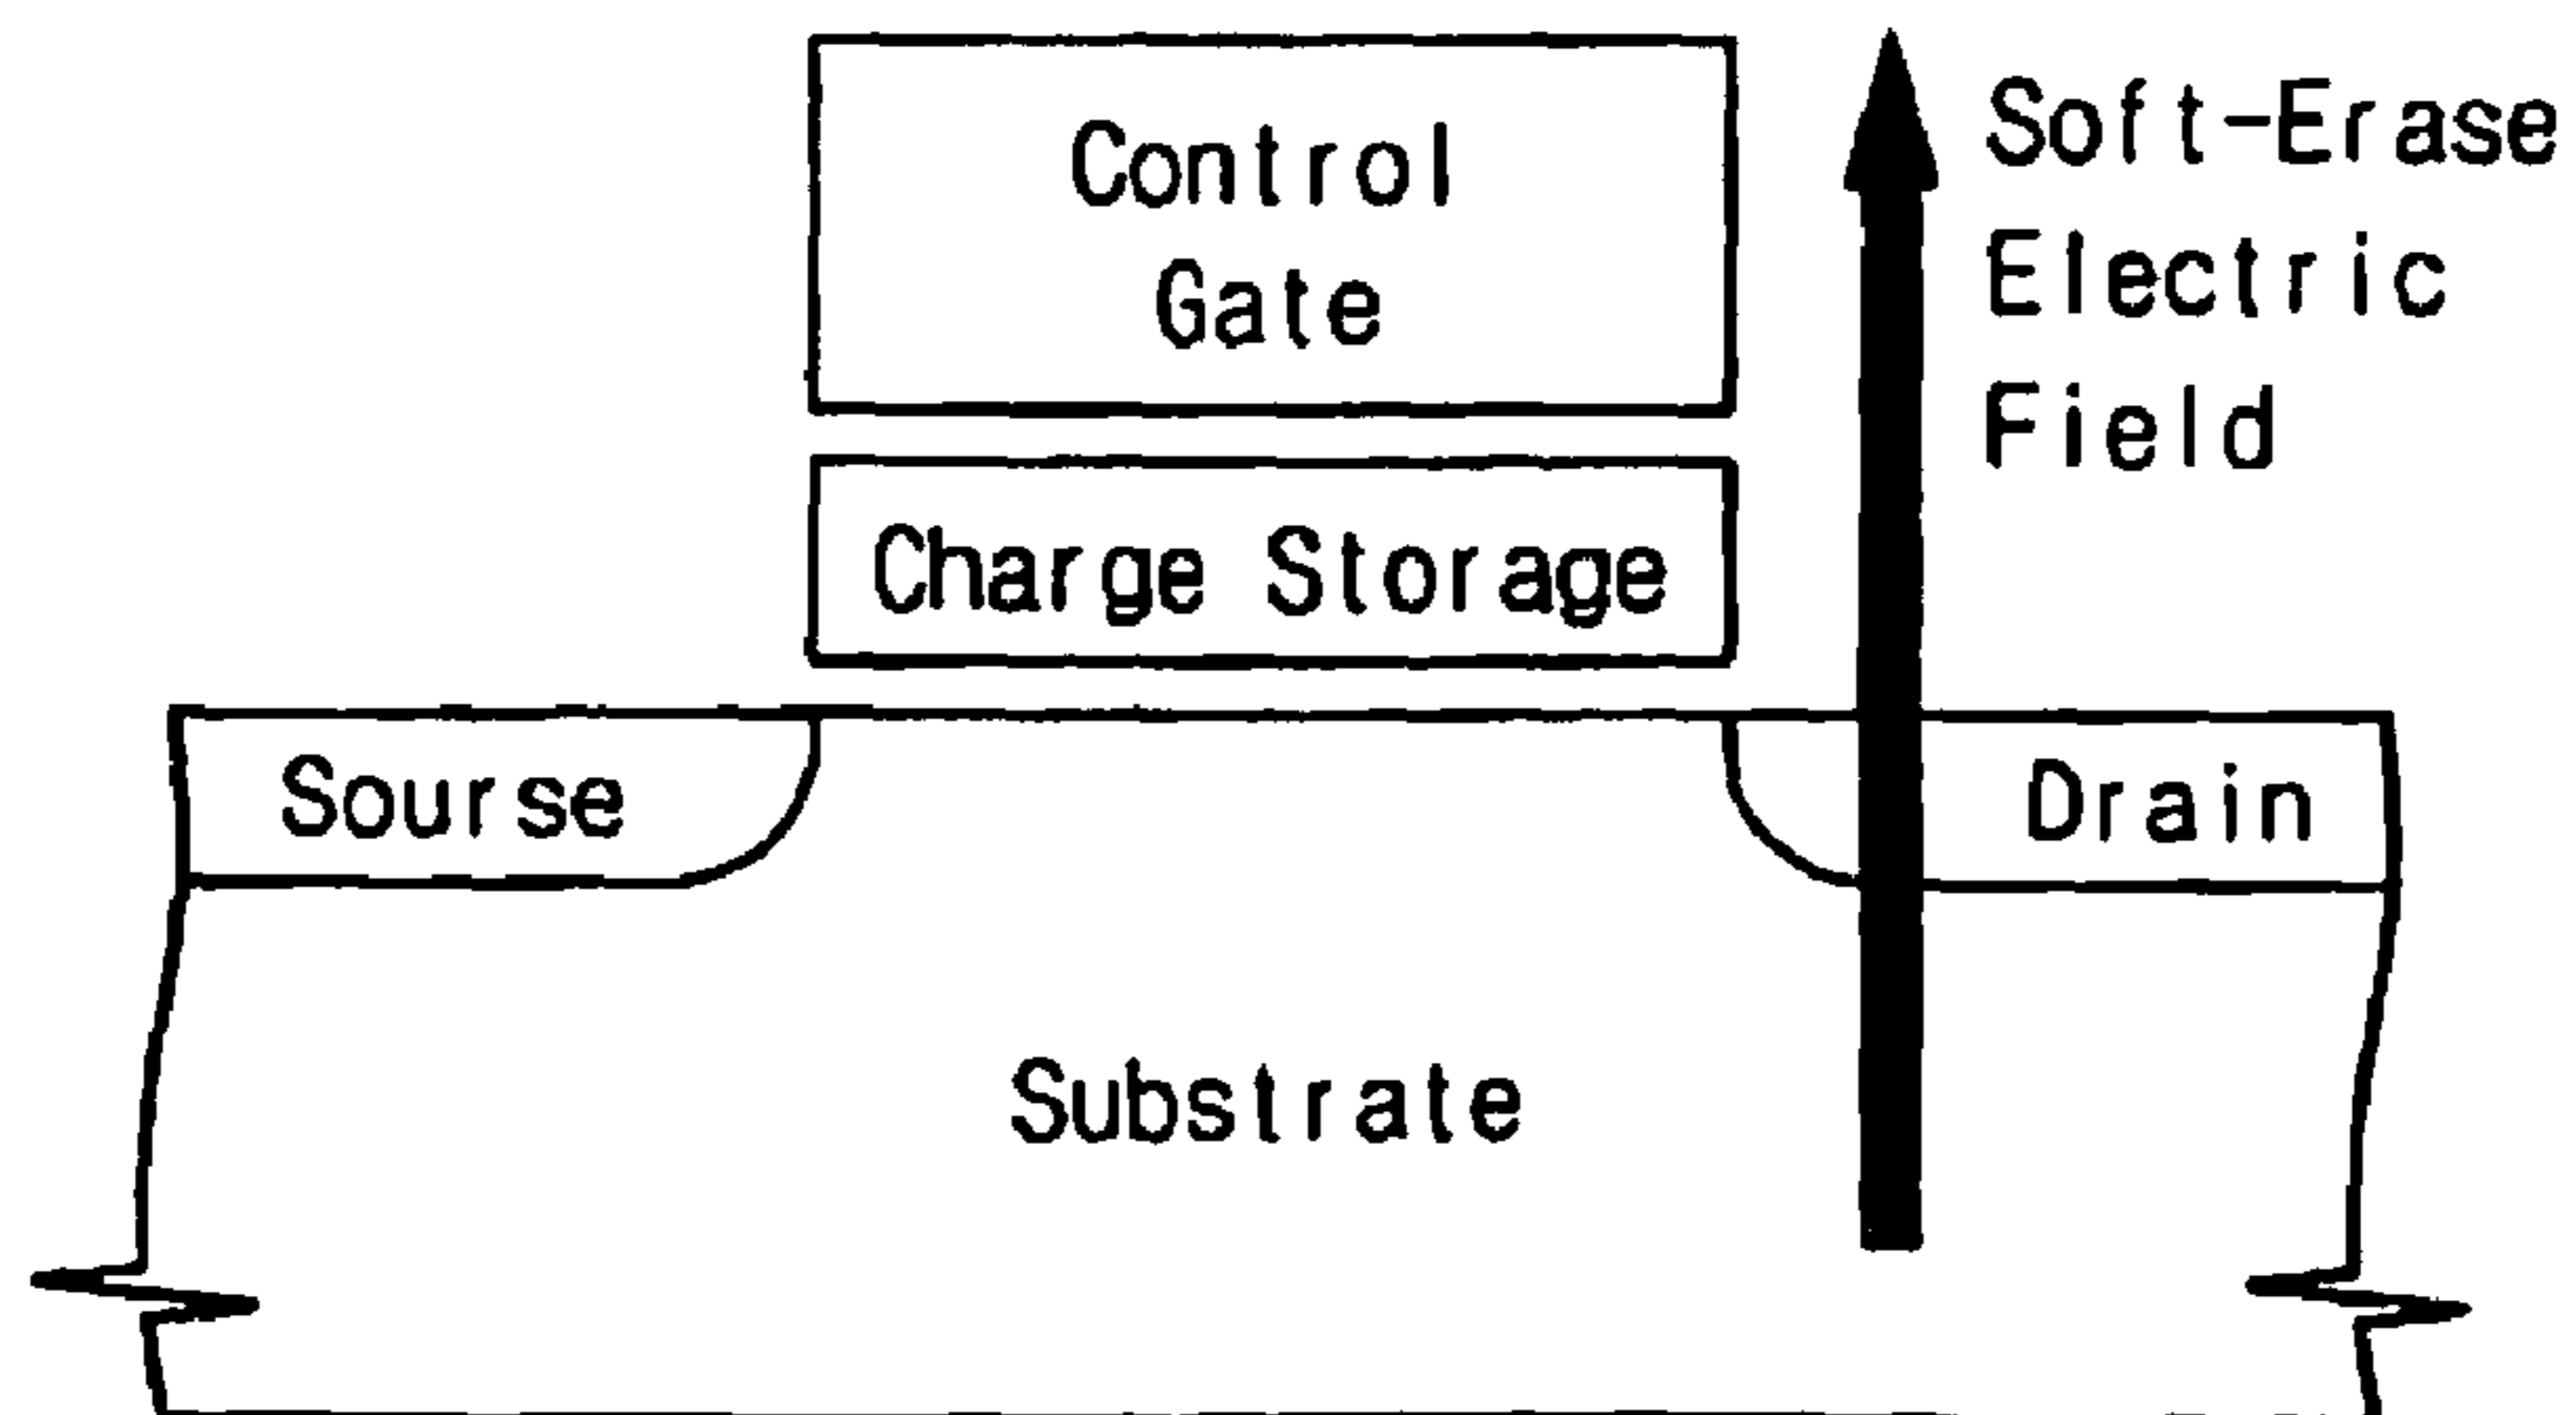 Control
Gate
Soft-Erase
Electric
Field
Charge Storage
Sourse
Drain
Substrate